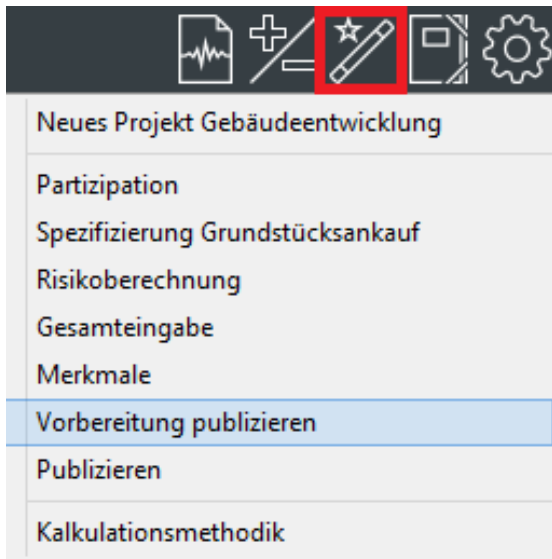 Neues Projekt Gebäudeentwicklung
Partizipation
Spezifizierung Grundstücksankauf
Risikoberechnung
Gesamteingabe
Merkmale
Vorbereitung publizieren
Publizieren
Kalkulationsmethodik